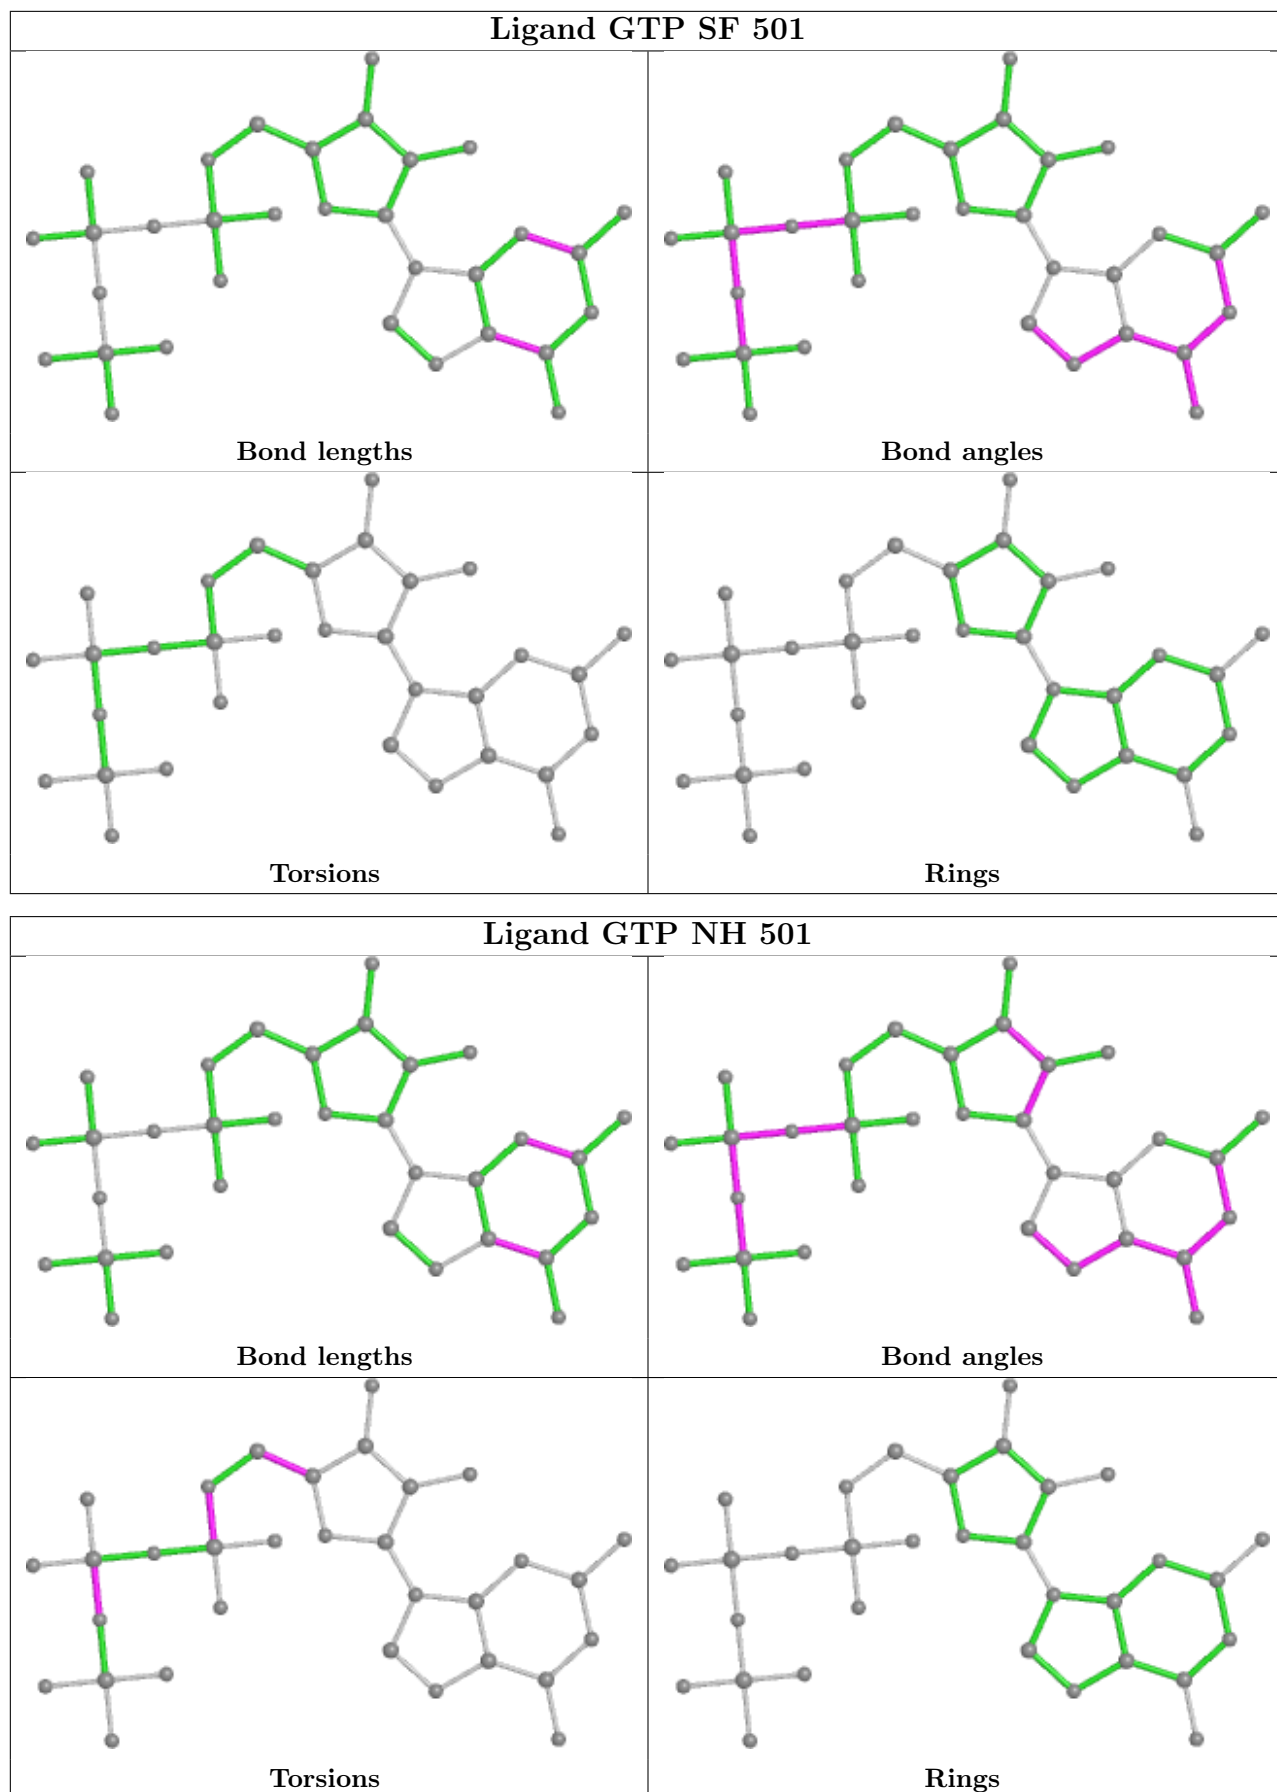 Ligand GTP SF 501
Bond lengths
Bond angles
Torsions
Rings
Ligand GTP NH 501
Bond lengths
Bond angles
Torsions
Rings